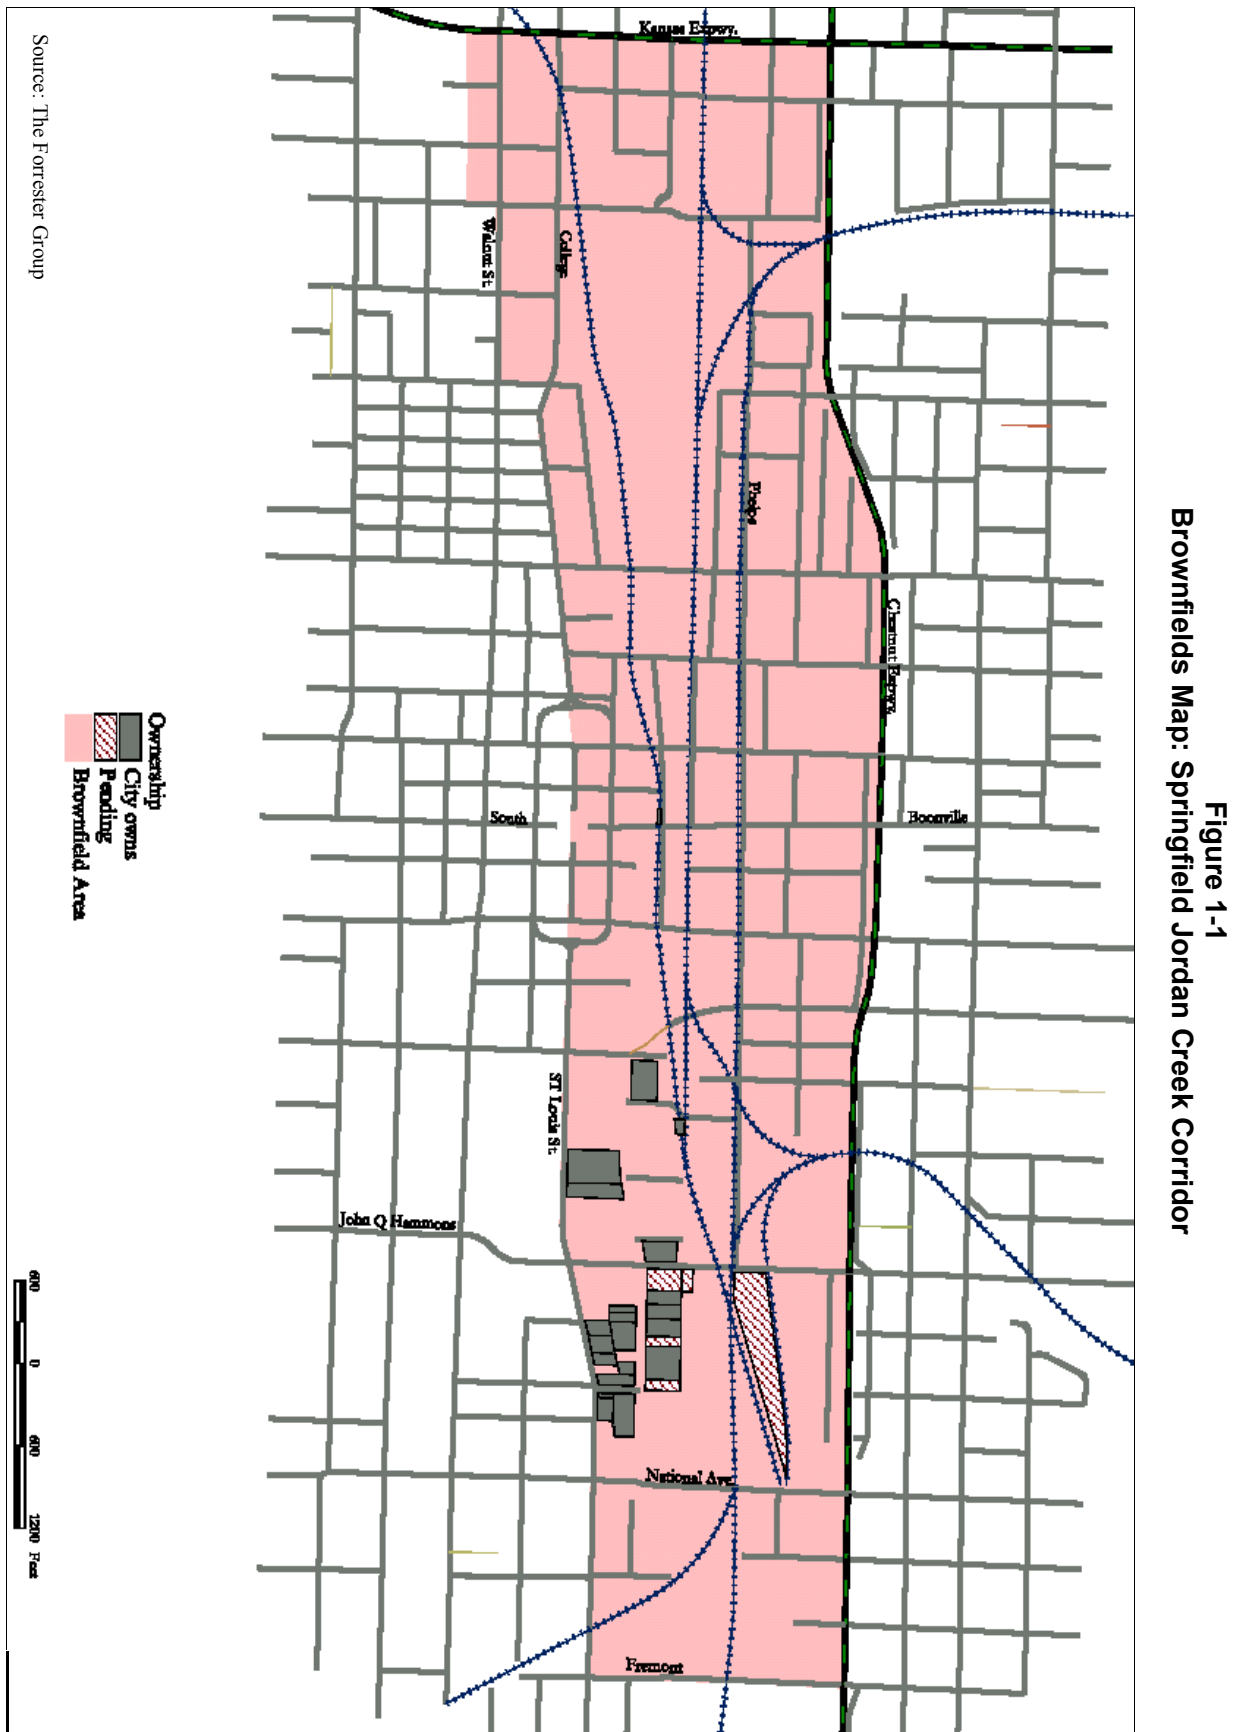 Figure 1-1
Brownfields Map: Springfield Jordan Creek Corridor
Kansas Expwy.
Chestnut Expwy.
Boonville
Phelps
College
Walnut St.
South
ST Louis St.
John Q Hammons
National Ave.
Fremont
Ownership
City owns
Pending
Brownfield Area
600 0 600 1200 Feet
Source: The Forrester Group